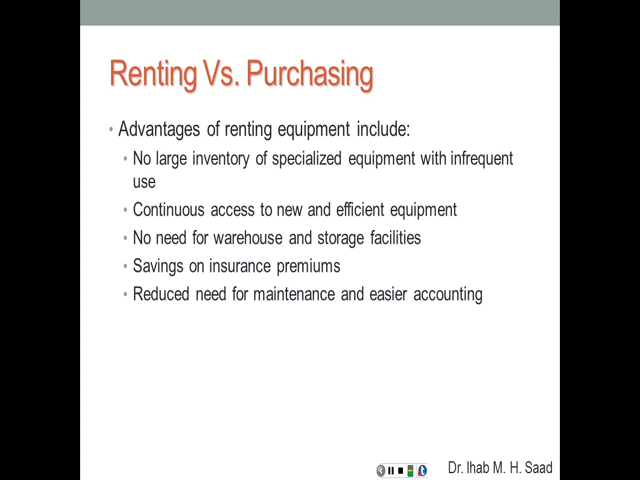 Renting Vs. Purchasing
• Advantages of renting equipment include:
• No large inventory of specialized equipment with infrequent
use
• Continuous access to new and efficient equipment
• No need for warehouse and storage facilities
• Savings on insurance premiums
• Reduced need for maintenance and easier accounting
Dr. Ihab M. H. Saad